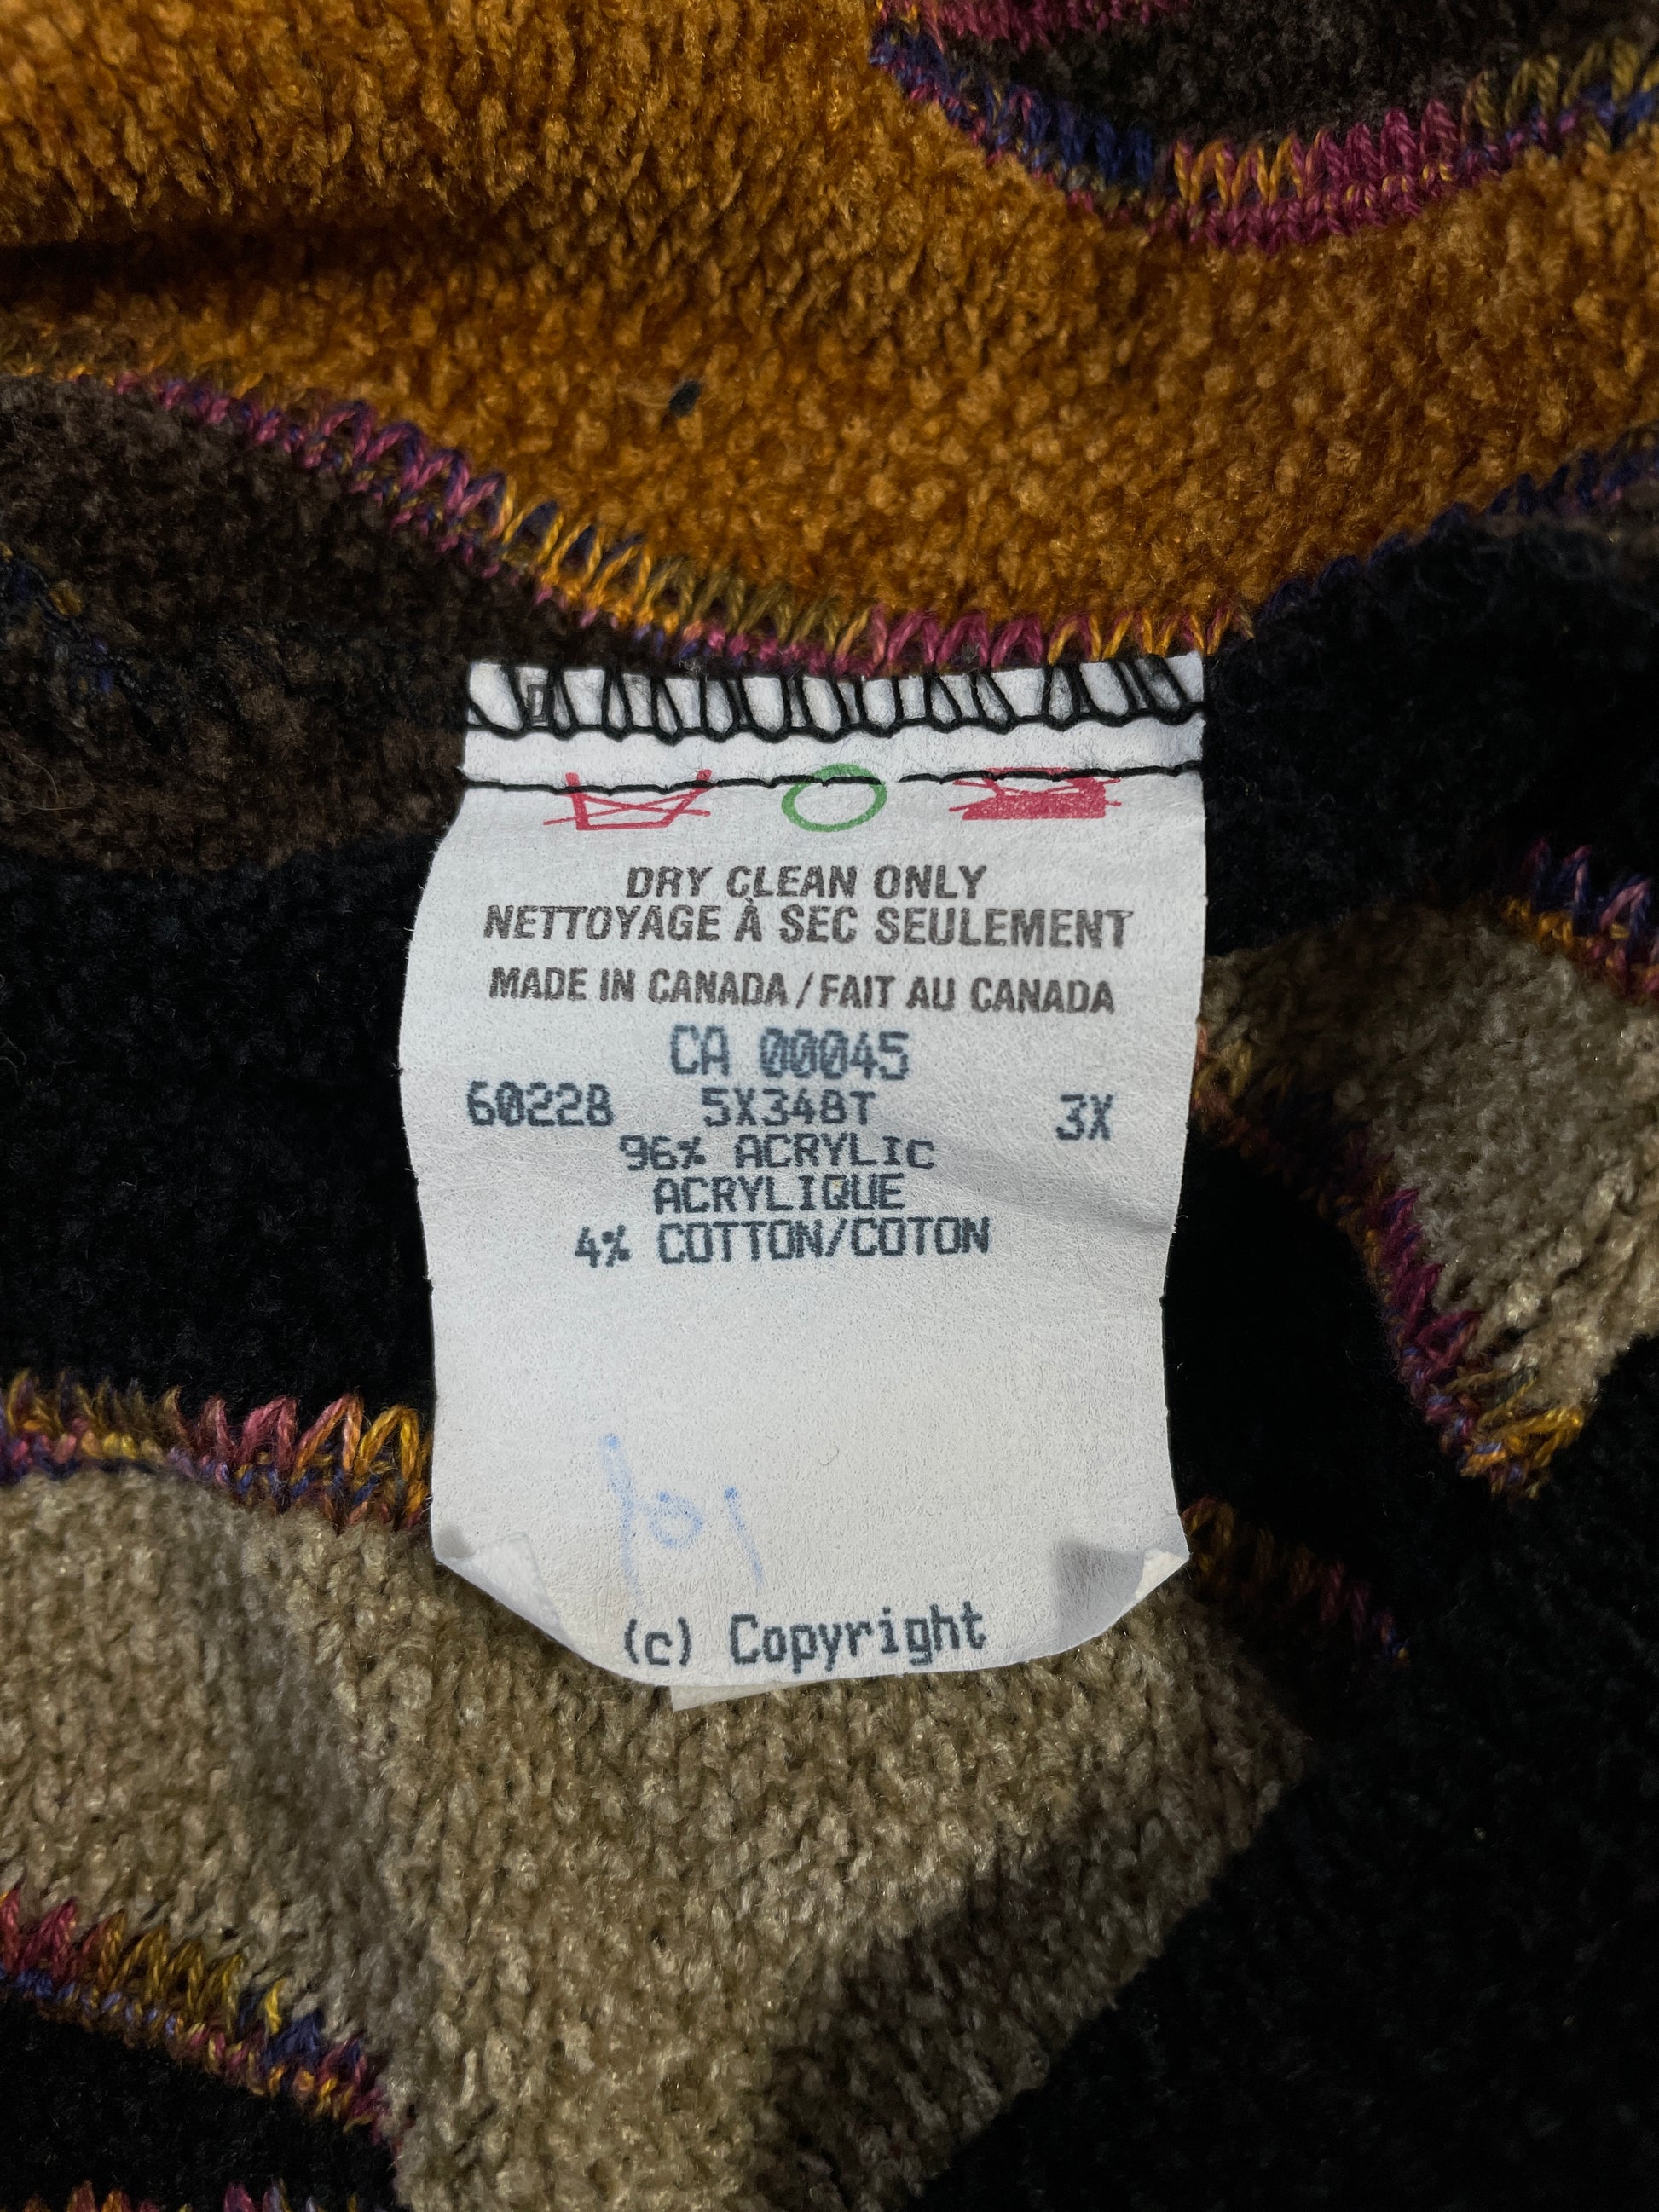 DRY CLEAN ONLY
NETTOYAGE À SEC SEULEMENT
MADE IN CANADA / FAIT AU CANADA
CA 00045
60228 5X348T 3X
96% ACRYLIC
ACRYLIQUE
4% COTTON/COTON
(c) Copyright